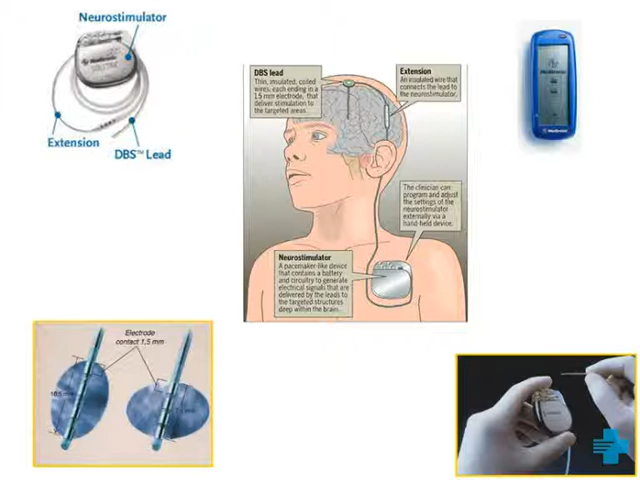 Neurostimulator
Extension
DBS™ Lead
DBS lead
Thin, insulated, coiled
wires, each ending in a
1.5 mm electrode, that
deliver stimulation to
the targeted areas.
Extension
An insulated wire that
connects the lead to
the neurostimulator.
The clinician can
program and adjust
the settings of the
neurostimulator
externally via a
hand-held device.
Neurostimulator
A pacemaker-like device
that contains a battery
and circuitry to generate
electrical signals that are
delivered by the leads to
the targeted structures
deep within the brain.
Medtronic
Electrode
contact 1,5 mm